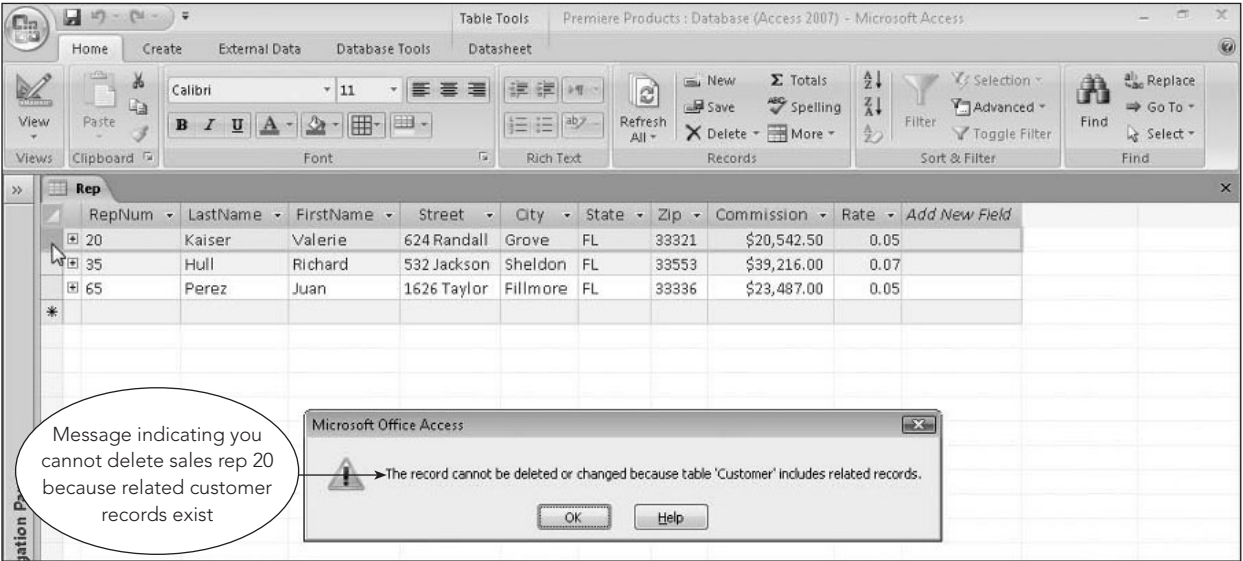 Table Tools
Premiere Products : Database (Access 2007) - Microsoft Access
Home Create External Data Database Tools Datasheet
View
Paste
Calibri 11
B I U A
Refresh All
New
Save
Delete
Σ Totals
Spelling
More
Filter
Selection
Advanced
Toggle Filter
Find
Replace
Go To
Select
Views Clipboard Font Rich Text Records Sort & Filter Find
Rep
RepNum LastName FirstName Street City State Zip Commission Rate Add New Field
20 Kaiser Valerie 624 Randall Grove FL 33321 $20,542.50 0.05
35 Hull Richard 532 Jackson Sheldon FL 33553 $39,216.00 0.07
65 Perez Juan 1626 Taylor Fillmore FL 33336 $23,487.00 0.05
Message indicating you
cannot delete sales rep 20
because related customer
records exist
Microsoft Office Access
The record cannot be deleted or changed because table 'Customer' includes related records.
OK Help